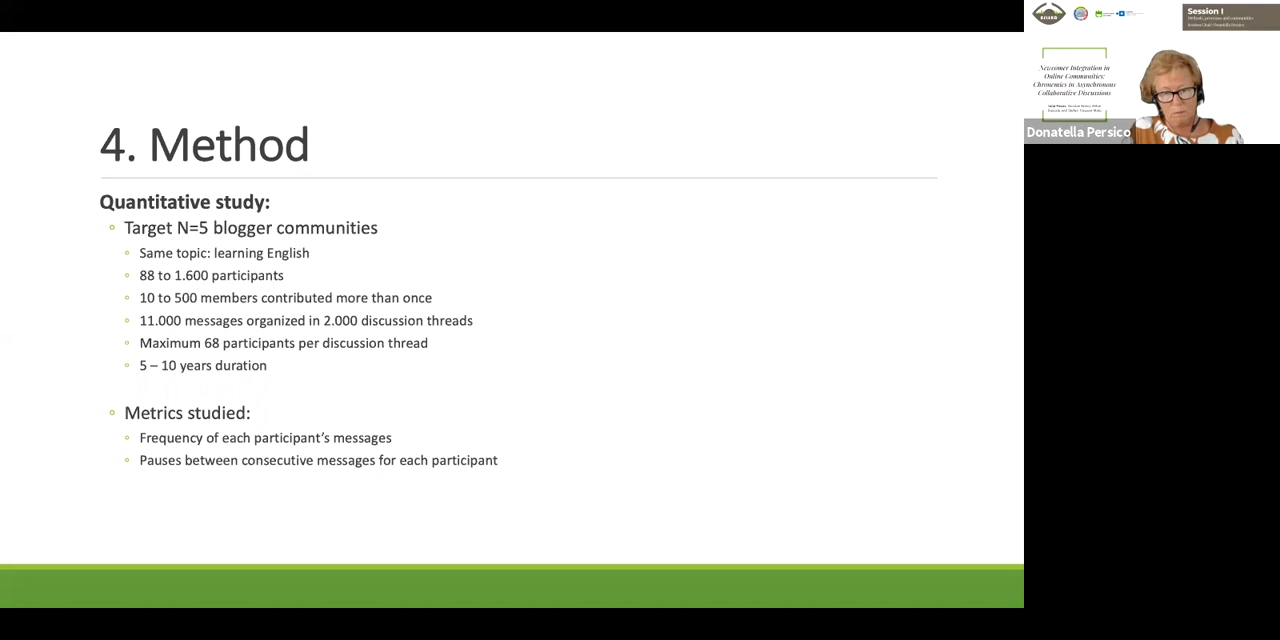 4. Method
Quantitative study:
Target N=5 blogger communities
Same topic: learning English
88 to 1.600 participants
10 to 500 members contributed more than once
11.000 messages organized in 2.000 discussion threads
Maximum 68 participants per discussion thread
5 – 10 years duration
Metrics studied:
Frequency of each participant’s messages
Pauses between consecutive messages for each participant
Session I
Newcomer Integration in
Online Communities:
Chronemics in Asynchronous
Collaborative Discussions
Donatella Persico